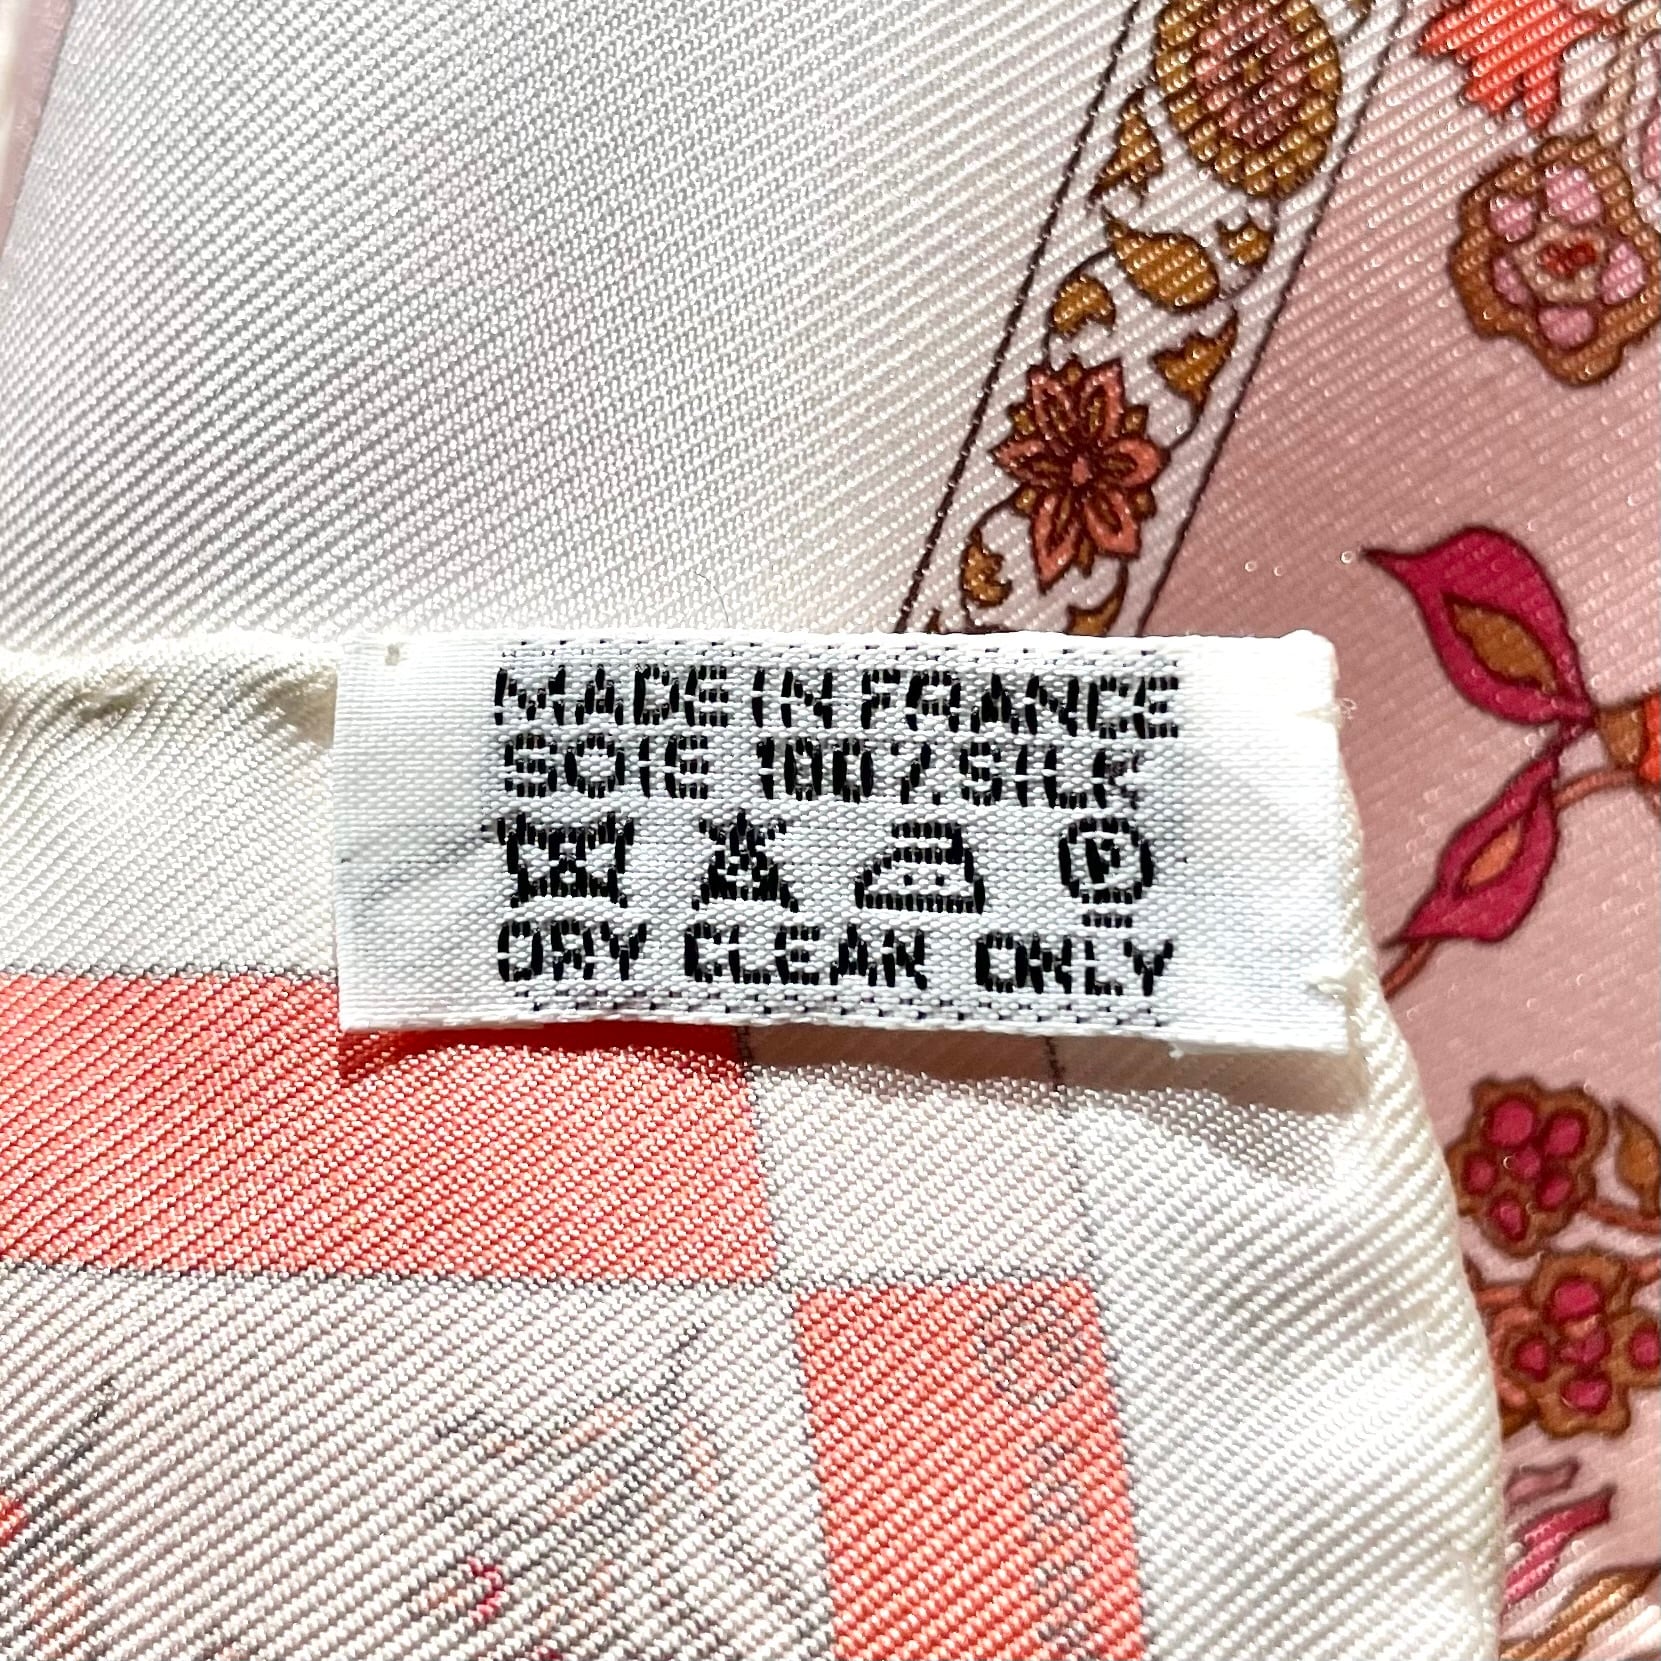 MADE IN FRANCE
SOIE 100% SILK
P
DRY CLEAN ONLY